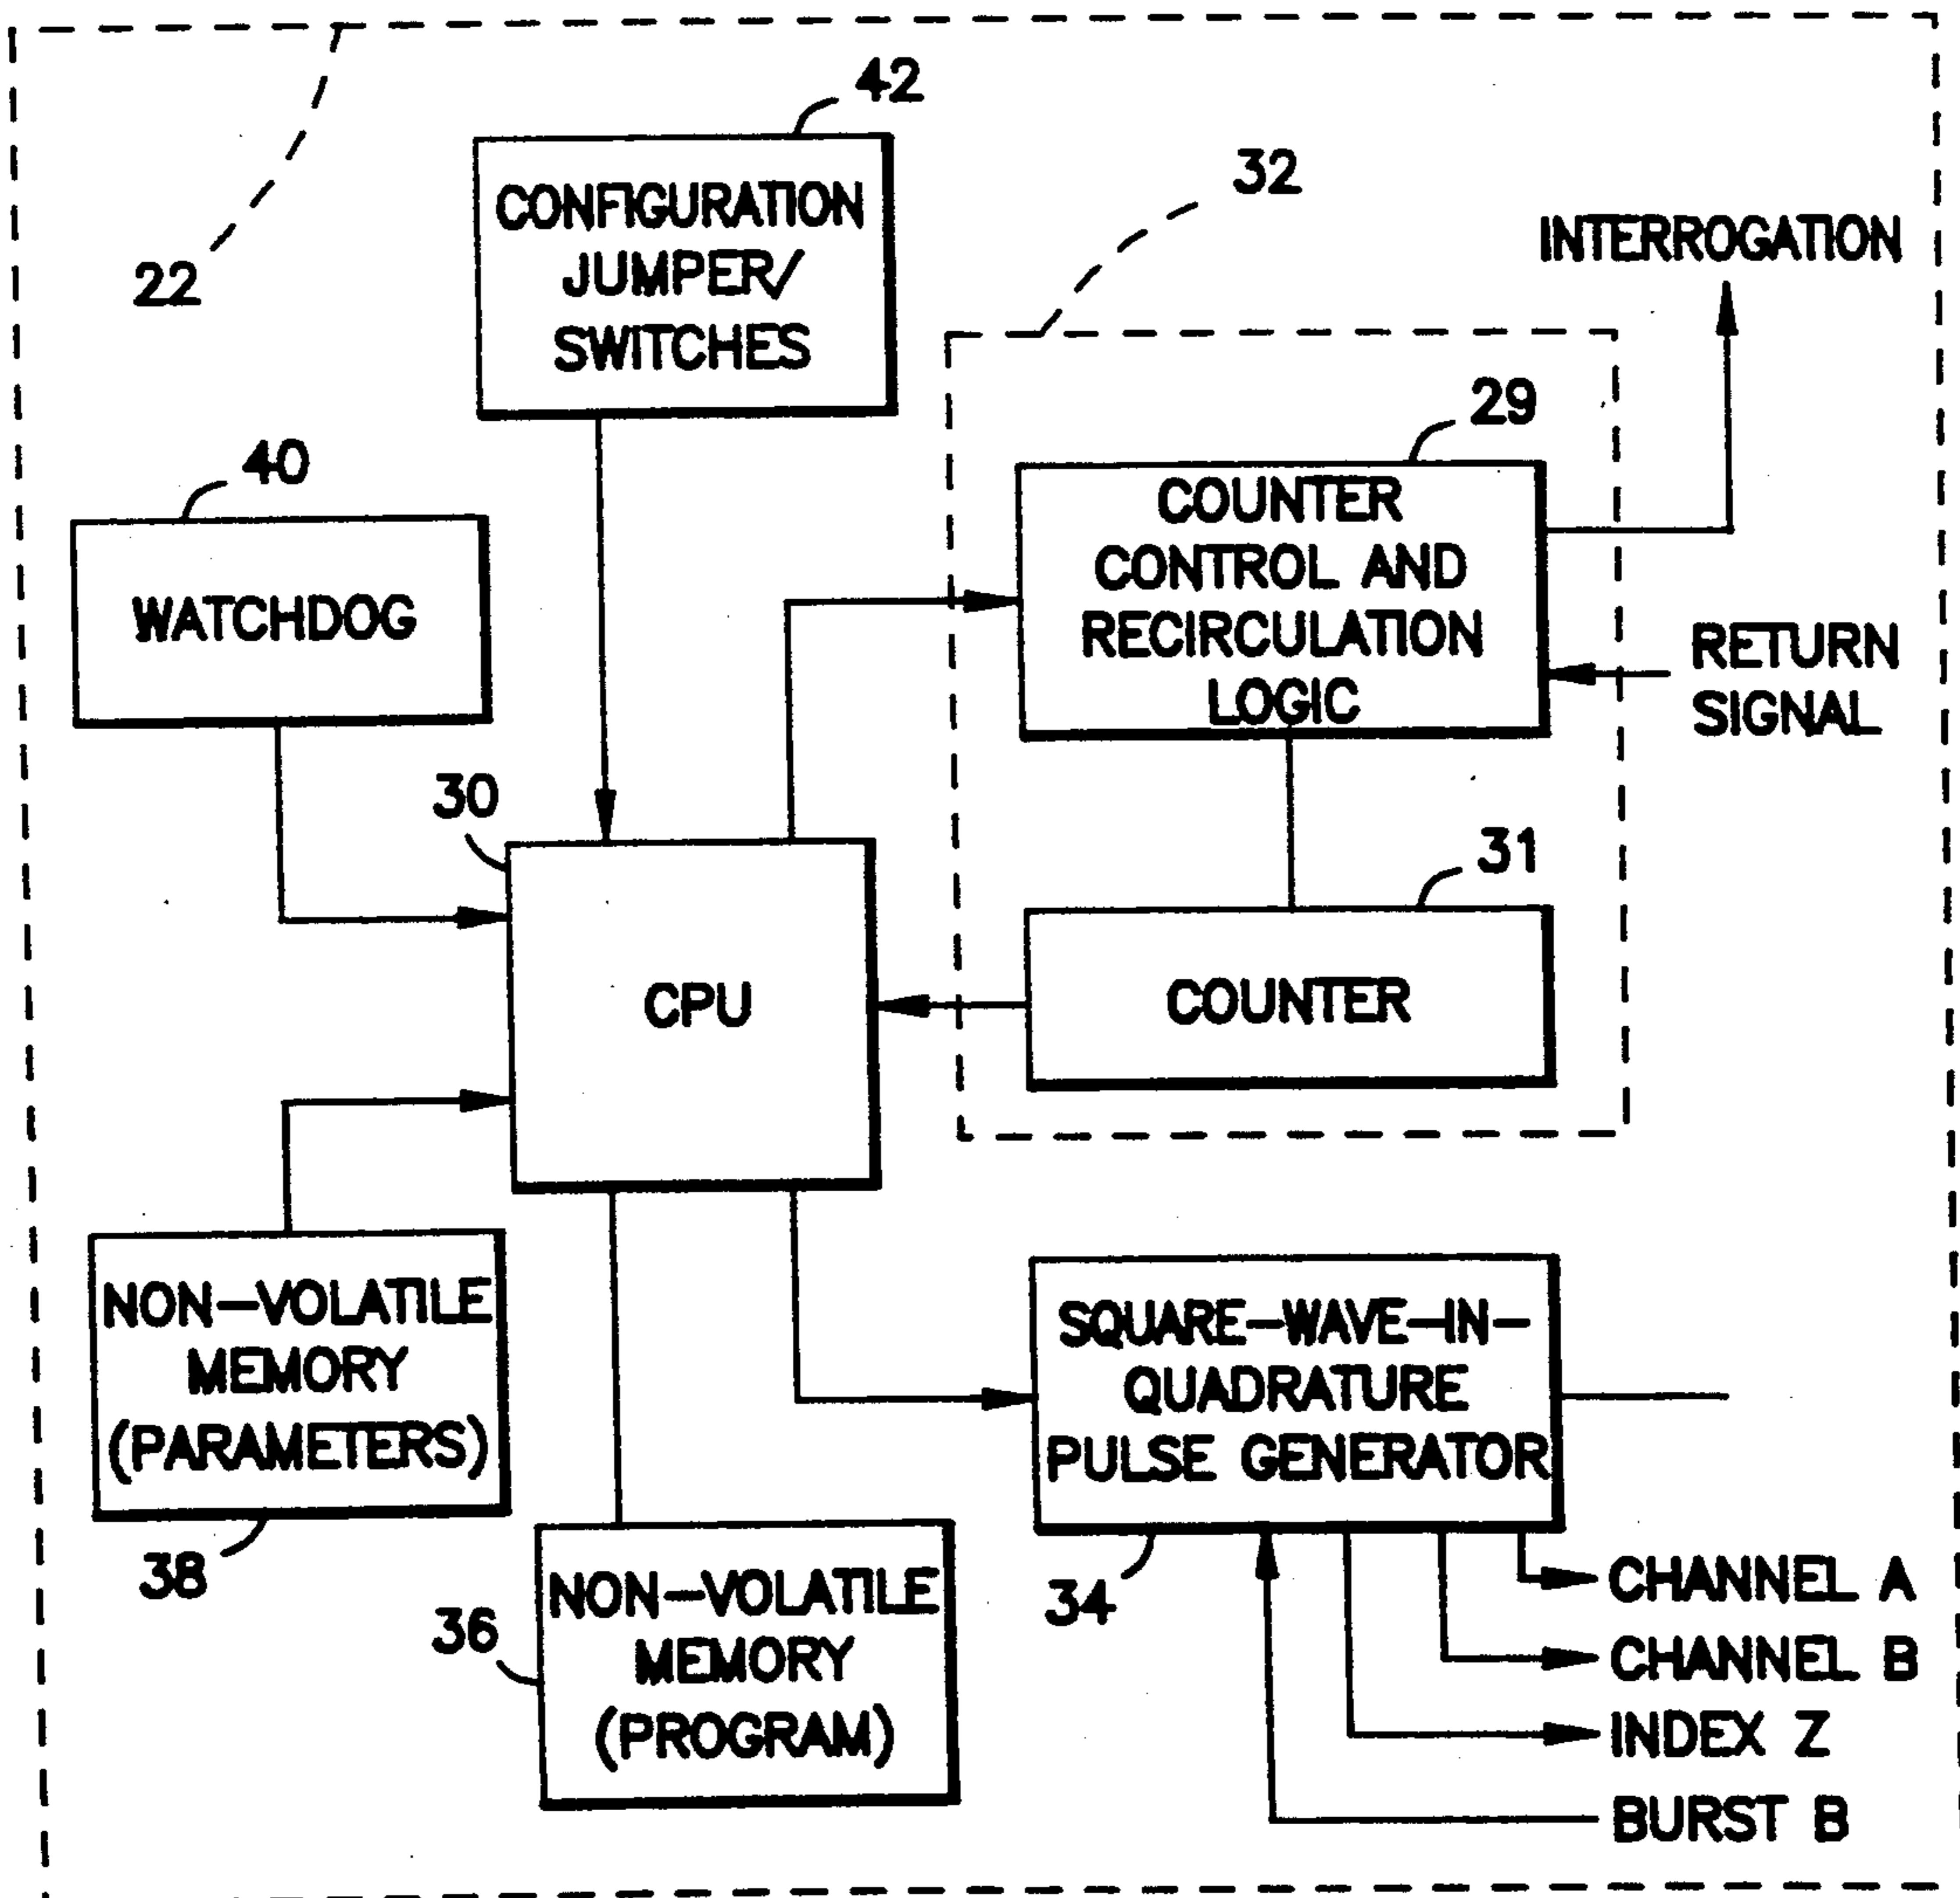 42
CONFIGURATION
JUMPER/
SWITCHES
32
INTERROGATION
22
29
COUNTER
CONTROL AND
RECIRCULATION
LOGIC
40
WATCHDOG
RETURN
SIGNAL
30
CPU
31
COUNTER
NON-VOLATILE
MEMORY
(PARAMETERS)
38
SQUARE-WAVE-IN-
QUADRATURE
PULSE GENERATOR
34
36
NON-VOLATILE
MEMORY
(PROGRAM)
CHANNEL A
CHANNEL B
INDEX Z
BURST B